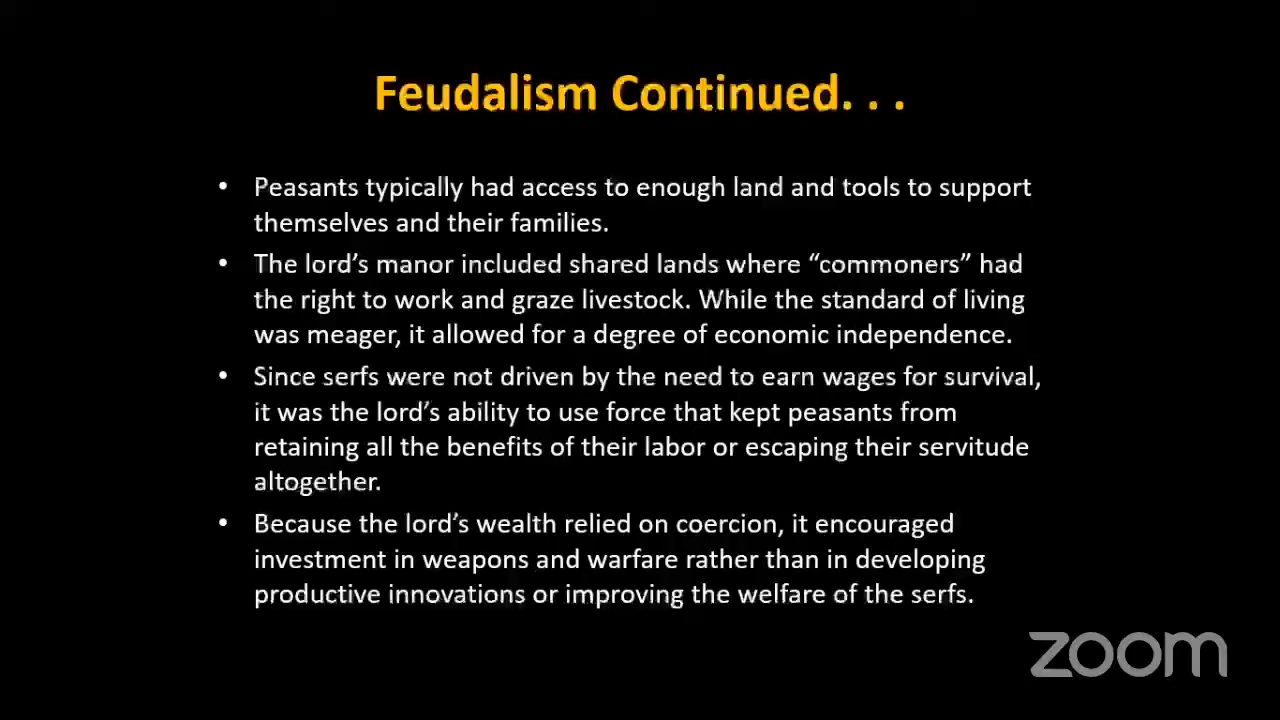 Feudalism Continued. . .
• Peasants typically had access to enough land and tools to support
themselves and their families.
• The lord’s manor included shared lands where “commoners” had
the right to work and graze livestock. While the standard of living
was meager, it allowed for a degree of economic independence.
• Since serfs were not driven by the need to earn wages for survival,
it was the lord’s ability to use force that kept peasants from
retaining all the benefits of their labor or escaping their servitude
altogether.
• Because the lord’s wealth relied on coercion, it encouraged
investment in weapons and warfare rather than in developing
productive innovations or improving the welfare of the serfs.
zoom